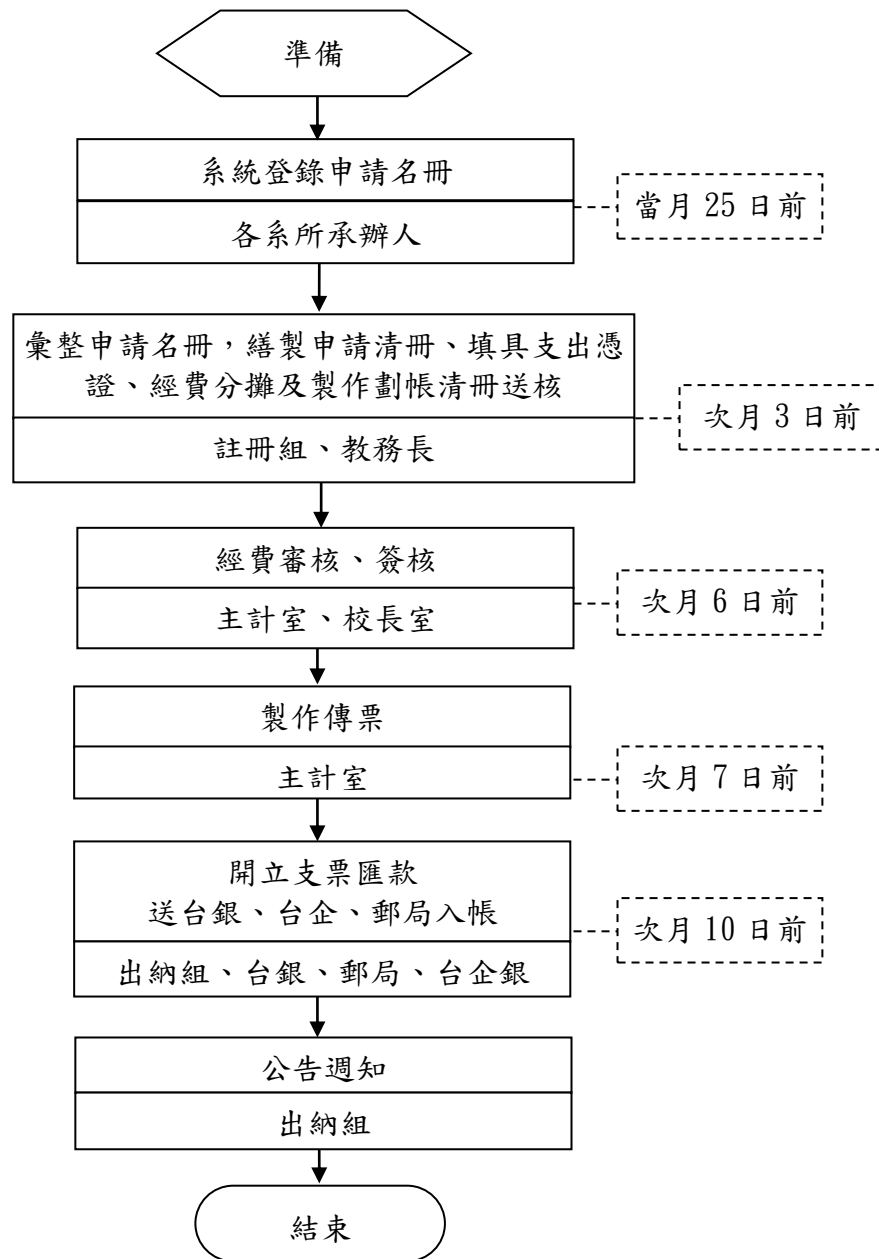 準備
系統登錄申請名冊
各系所承辦人
當月 25 日前
彙整申請名冊，繕製申請清冊、填具支出憑
證、經費分攤及製作劃帳清冊送核
註冊組、教務長
次月 3 日前
經費審核、簽核
主計室、校長室
次月 6 日前
製作傳票
主計室
次月 7 日前
開立支票匯款
送台銀、台企、郵局入帳
出納組、台銀、郵局、台企銀
次月 10 日前
公告週知
出納組
結束